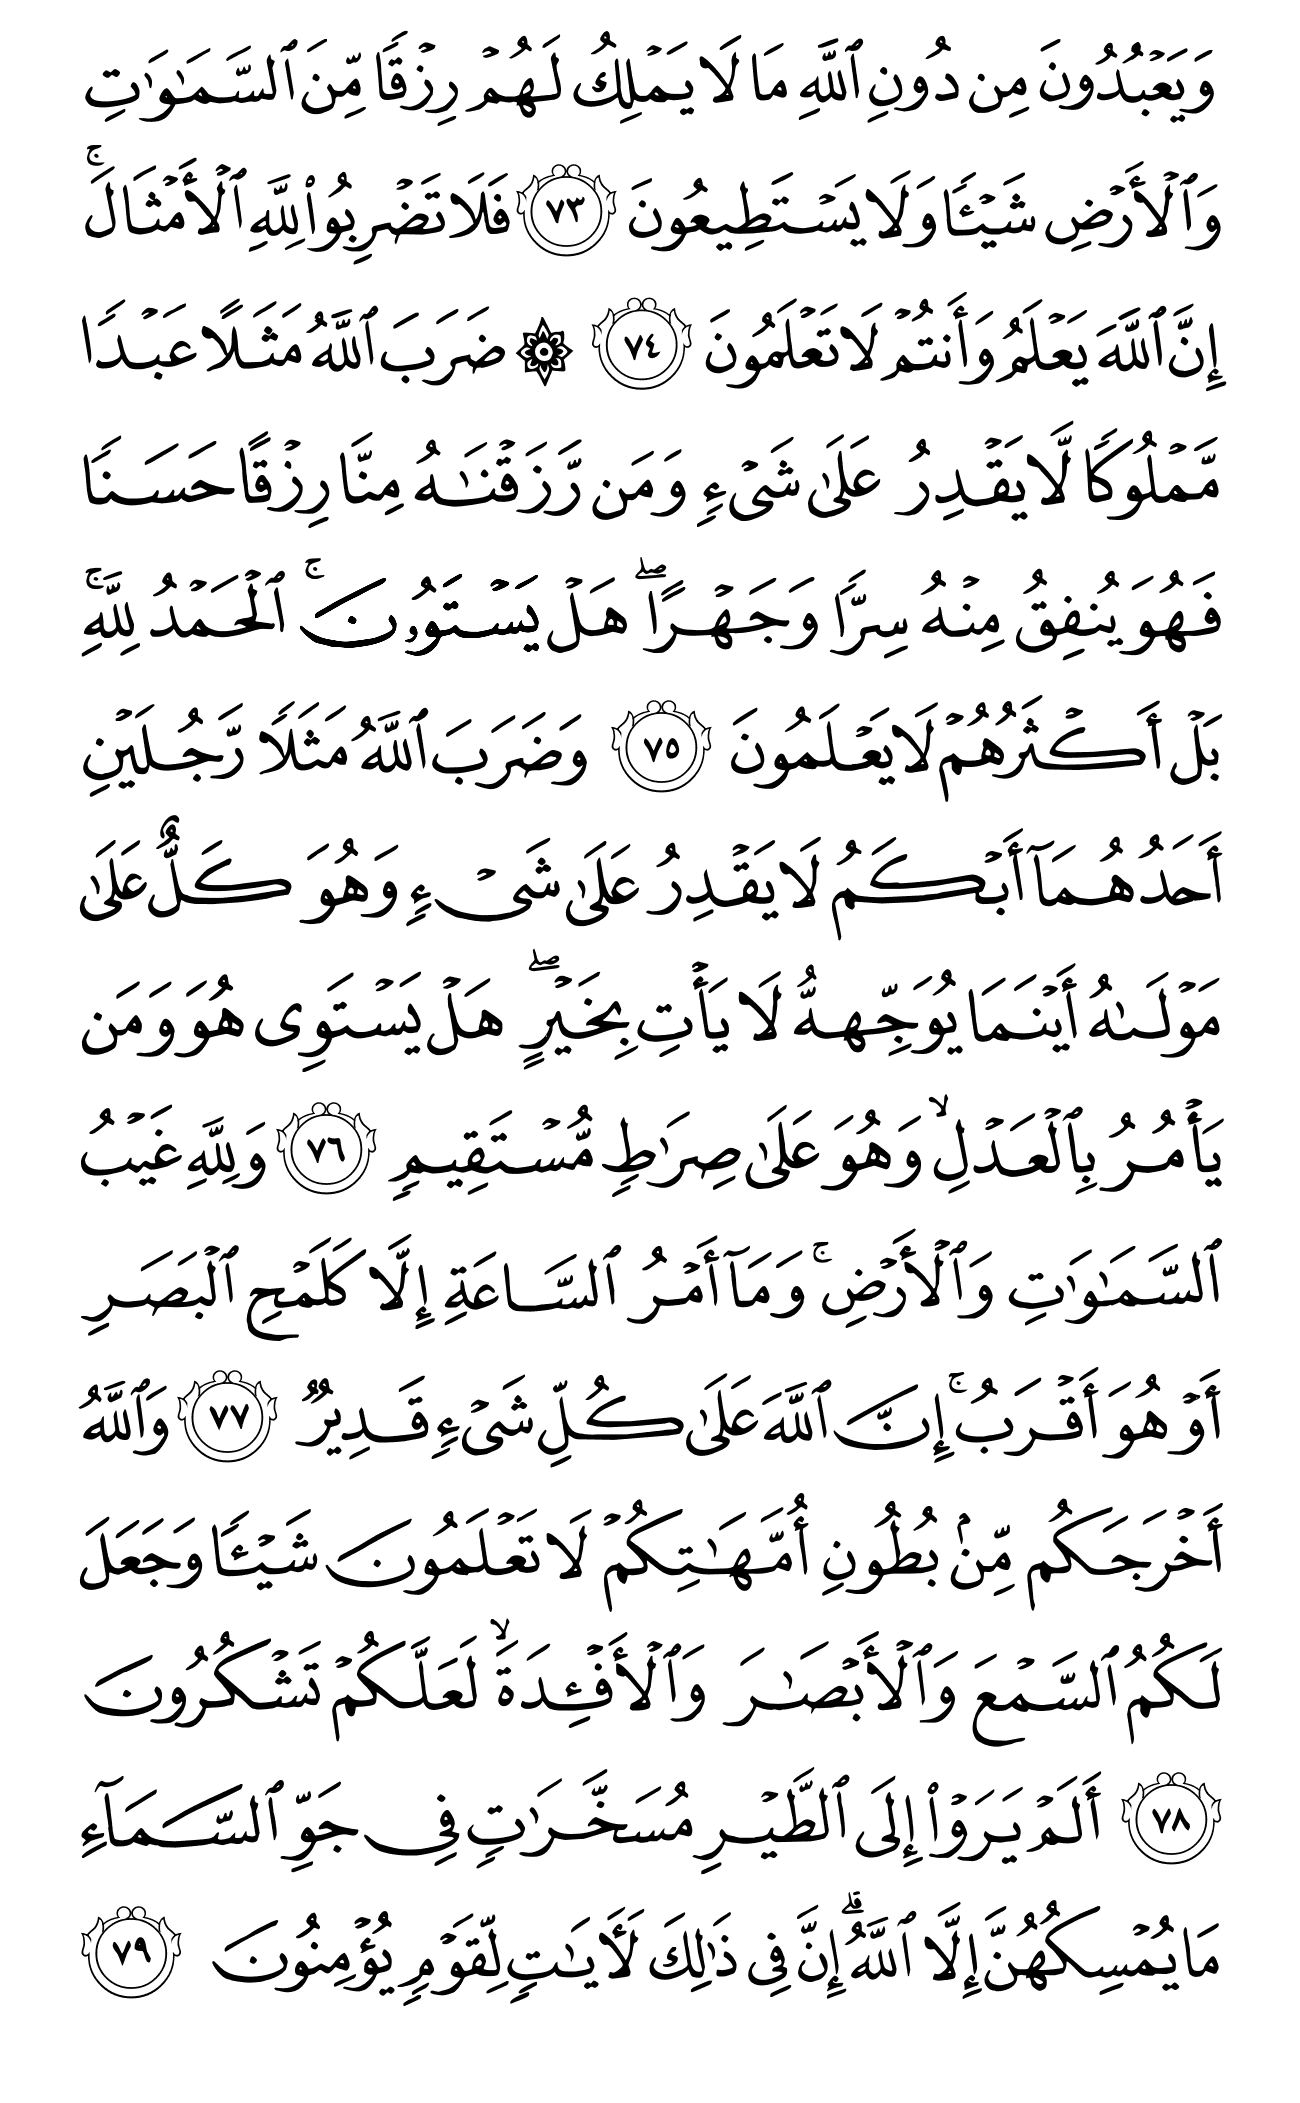 وَيَعۡبُدُونَ مِن دُونِ ٱللَّهِ مَا لَا يَمۡلِكُ لَهُمۡ رِزۡقٗا مِّنَ ٱلسَّمَٰوَٰتِ
وَٱلۡأَرۡضِ شَيۡـٔٗا وَلَا يَسۡتَطِيعُونَ ٧٣ فَلَا تَضۡرِبُواْ لِلَّهِ ٱلۡأَمۡثَالَۚ
إِنَّ ٱللَّهَ يَعۡلَمُ وَأَنتُمۡ لَا تَعۡلَمُونَ ٧٤ ۞ ضَرَبَ ٱللَّهُ مَثَلًا عَبۡدٗا
مَّمۡلُوكٗا لَّا يَقۡدِرُ عَلَىٰ شَيۡءٖ وَمَن رَّزَقۡنَٰهُ مِنَّا رِزۡقًا حَسَنٗا
فَهُوَ يُنفِقُ مِنۡهُ سِرّٗا وَجَهۡرًاۖ هَلۡ يَسۡتَوُۥنَۚ ٱلۡحَمۡدُ لِلَّهِۚ
بَلۡ أَكۡثَرُهُمۡ لَا يَعۡلَمُونَ ٧٥ وَضَرَبَ ٱللَّهُ مَثَلٗا رَّجُلَيۡنِ
أَحَدُهُمَآ أَبۡكَمُ لَا يَقۡدِرُ عَلَىٰ شَيۡءٖ وَهُوَ كَلٌّ عَلَىٰ
مَوۡلَىٰهُ أَيۡنَمَا يُوَجِّههُّ لَا يَأۡتِ بِخَيۡرٍۖ هَلۡ يَسۡتَوِي هُوَ وَمَن
يَأۡمُرُ بِٱلۡعَدۡلِۙ وَهُوَ عَلَىٰ صِرَٰطٖ مُّسۡتَقِيمٖ ٧٦ وَلِلَّهِ غَيۡبُ
ٱلسَّمَٰوَٰتِ وَٱلۡأَرۡضِۚ وَمَآ أَمۡرُ ٱلسَّاعَةِ إِلَّا كَلَمۡحِ ٱلۡبَصَرِ
أَوۡ هُوَ أَقۡرَبُۚ إِنَّ ٱللَّهَ عَلَىٰ كُلِّ شَيۡءٖ قَدِيرٞ ٧٧ وَٱللَّهُ
أَخۡرَجَكُم مِّنۢ بُطُونِ أُمَّهَٰتِكُمۡ لَا تَعۡلَمُونَ شَيۡـٔٗا وَجَعَلَ
لَكُمُ ٱلسَّمۡعَ وَٱلۡأَبۡصَٰرَ وَٱلۡأَفۡـِٔدَةَۙ لَعَلَّكُمۡ تَشۡكُرُونَ
٧٨ أَلَمۡ يَرَوۡاْ إِلَى ٱلطَّيۡرِ مُسَخَّرَٰتٖ فِي جَوِّ ٱلسَّمَآءِ
مَا يُمۡسِكُهُنَّ إِلَّا ٱللَّهُۗ إِنَّ فِي ذَٰلِكَ لَأٓيَٰتٖ لِّقَوۡمٖ يُؤۡمِنُونَ ٧٩